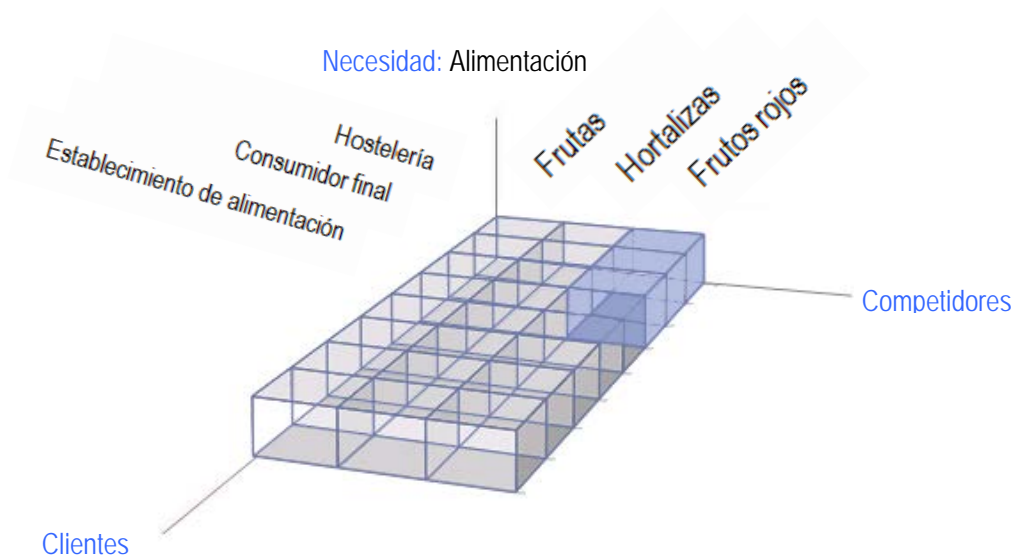 Necesidad: Alimentación
Hostelería
Consumidor final
Establecimiento de alimentación
Frutas
Hortalizas
Frutos rojos
Competidores
Clientes